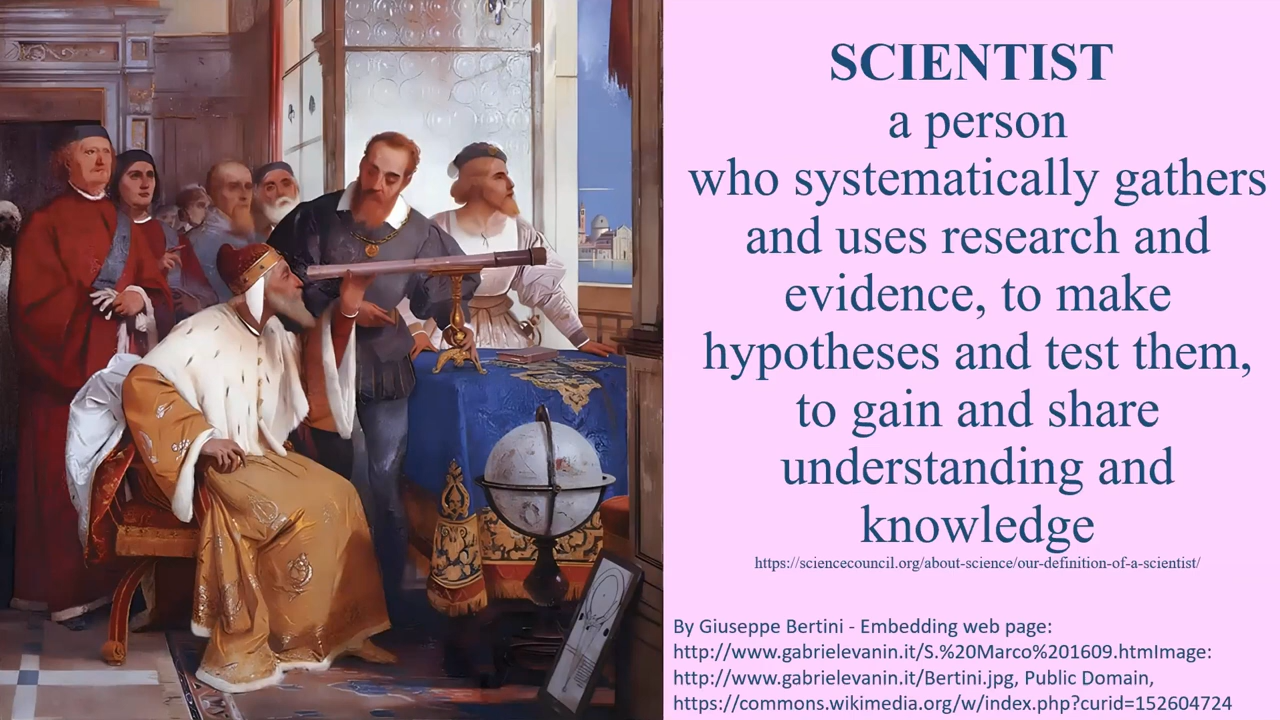 SCIENTIST
a person
who systematically gathers
and uses research and
evidence, to make
hypotheses and test them,
to gain and share
understanding and
knowledge
https://sciencecouncil.org/about-science/our-definition-of-a-scientist/
By Giuseppe Bertini - Embedding web page:
http://www.gabrielevanin.it/S.%20Marco%201609.htmImage:
http://www.gabrielevanin.it/Bertini.jpg, Public Domain,
https://commons.wikimedia.org/w/index.php?curid=152604724